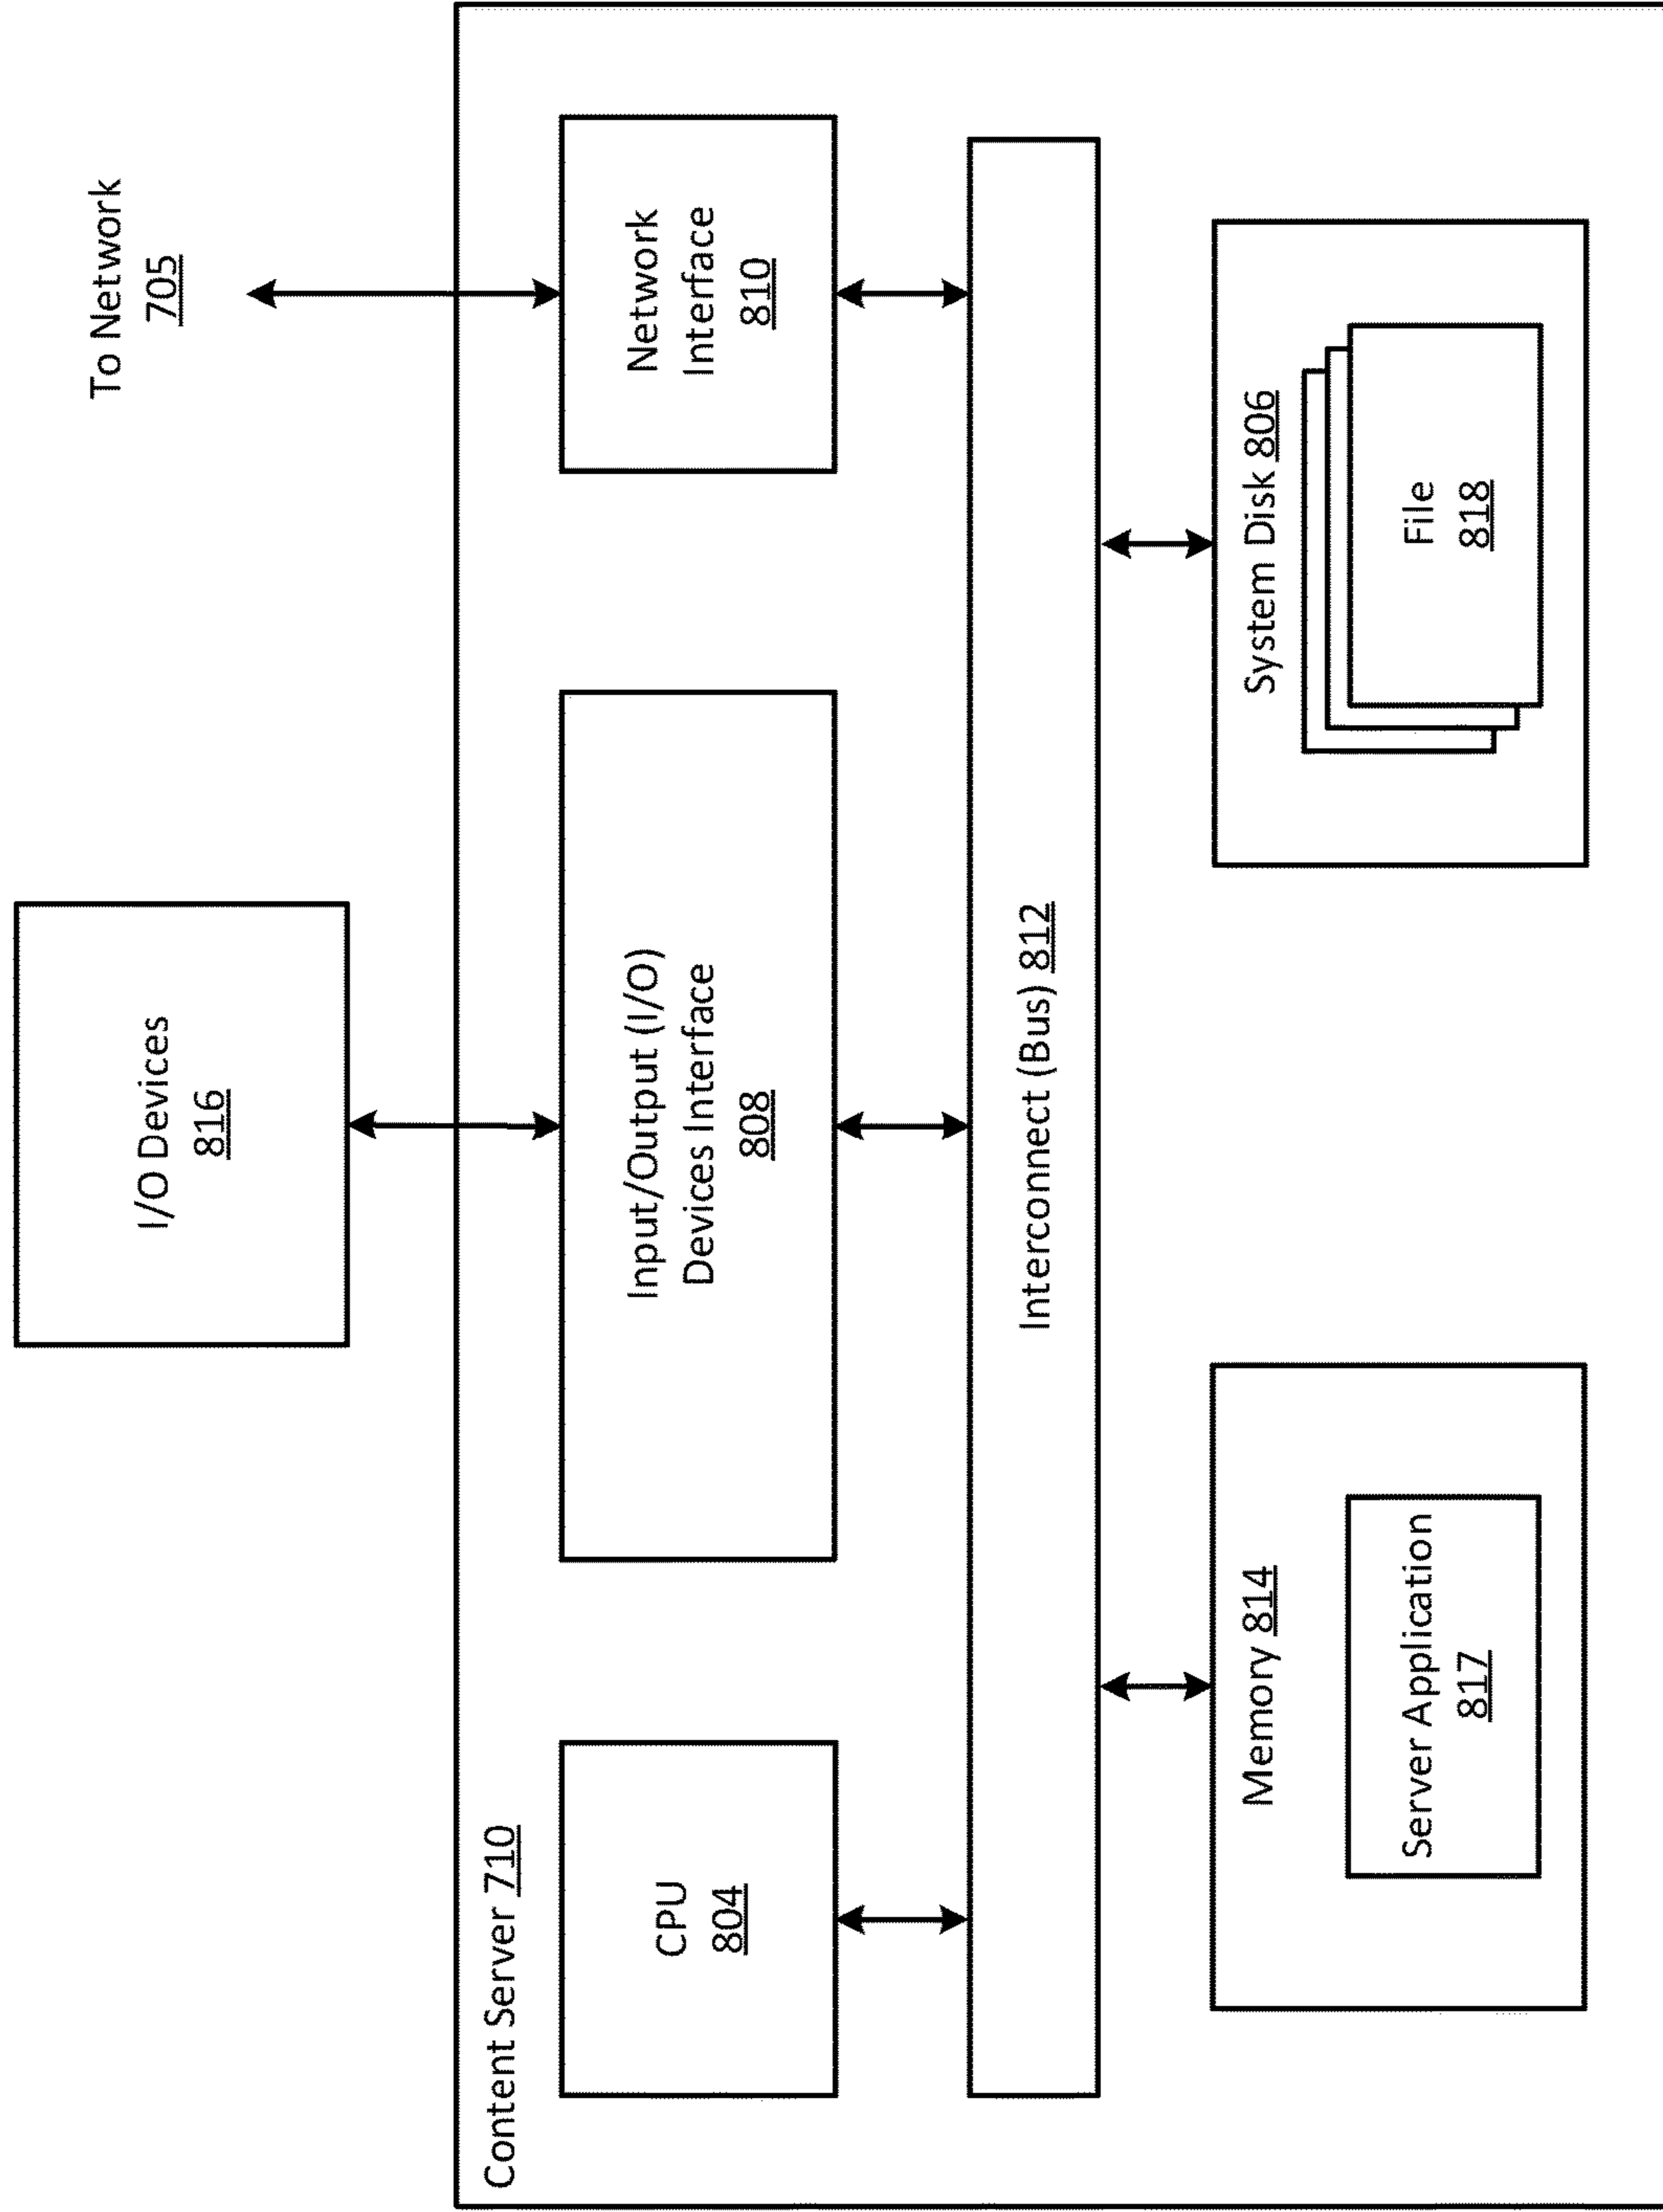 To Network
705
I/O Devices
816
Content Server 710
CPU
804
Input/Output (I/O)
Devices Interface
808
Network
Interface
810
Interconnect (Bus) 812
Memory 814
Server Application
817
System Disk 806
File
818